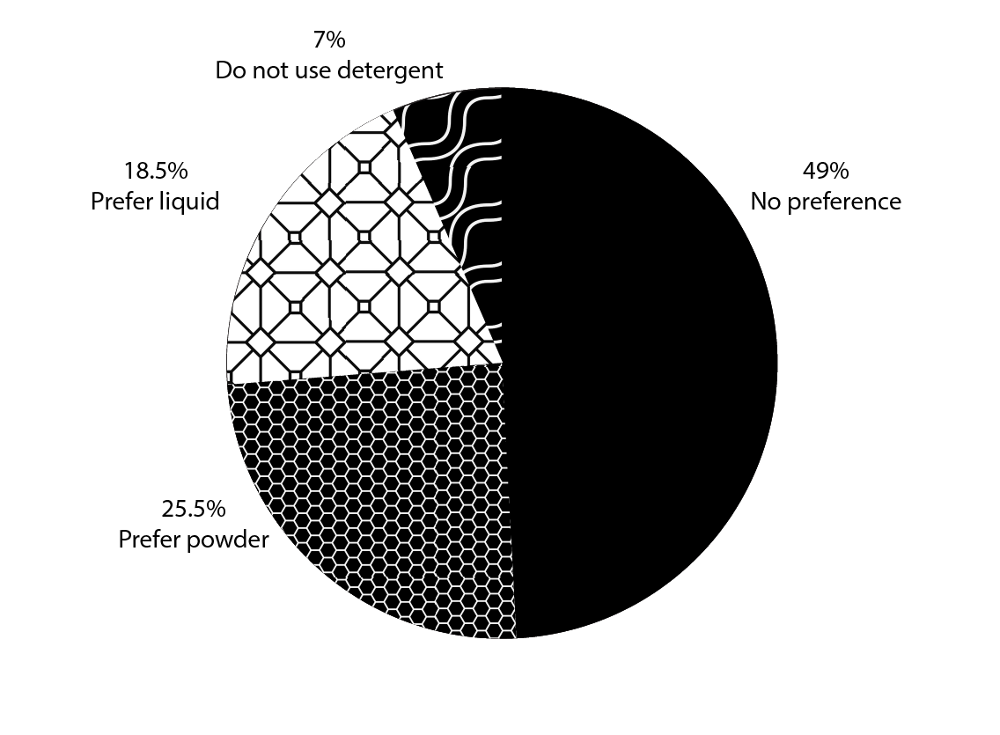 7%
Do not use detergent
18.5%
Prefer liquid
49%
No preference
25.5%
Prefer powder